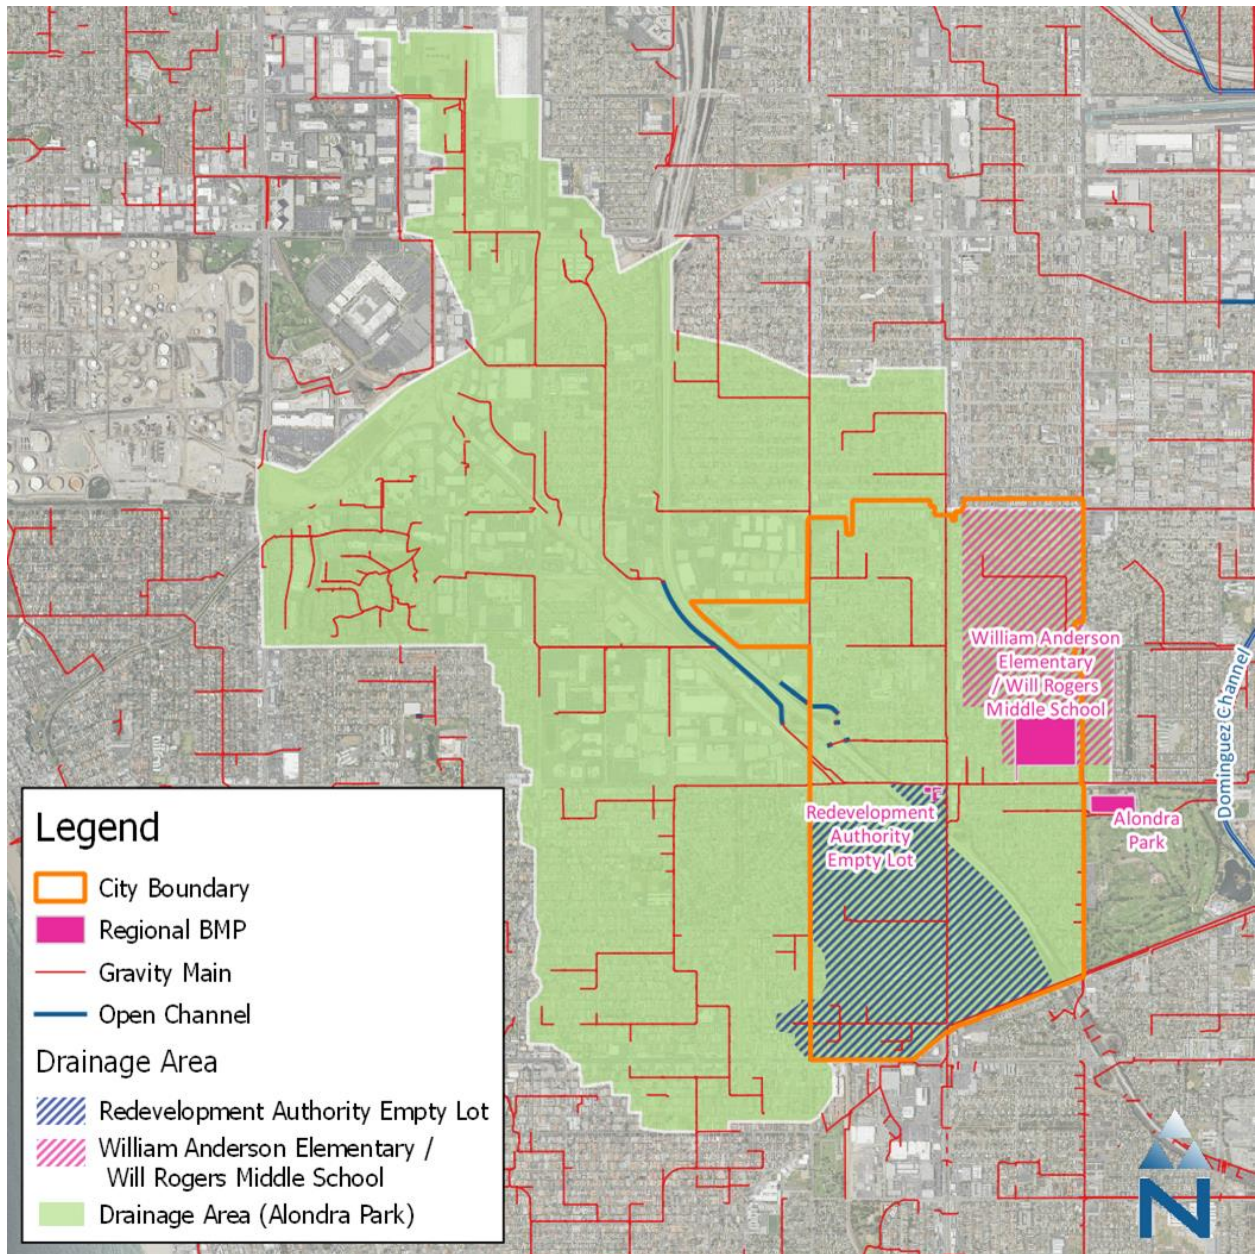 William Anderson
Elementary
/ Will Rogers
Middle School
Redevelopment
Authority
Empty Lot
Alondra
Park
Dominguez Channel
Legend
City Boundary
Regional BMP
Gravity Main
Open Channel
Drainage Area
Redevelopment Authority Empty Lot
William Anderson Elementary /
Will Rogers Middle School
Drainage Area (Alondra Park)
N